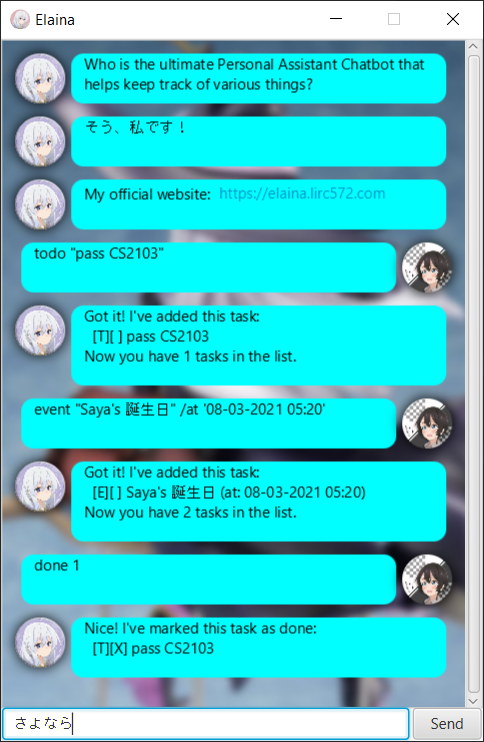 Elaina
Who is the ultimate Personal Assistant Chatbot that
helps keep track of various things?
そう、私です！
My official website:  https://elaina.lirc572.com
todo "pass CS2103"
Got it! I've added this task:
[T][ ] pass CS2103
Now you have 1 tasks in the list.
event "Saya's 誕生日" /at '08-03-2021 05:20'
Got it! I've added this task:
[E][ ] Saya's 誕生日 (at: 08-03-2021 05:20)
Now you have 2 tasks in the list.
done 1
Nice! I've marked this task as done:
[T][X] pass CS2103
さよなら
Send